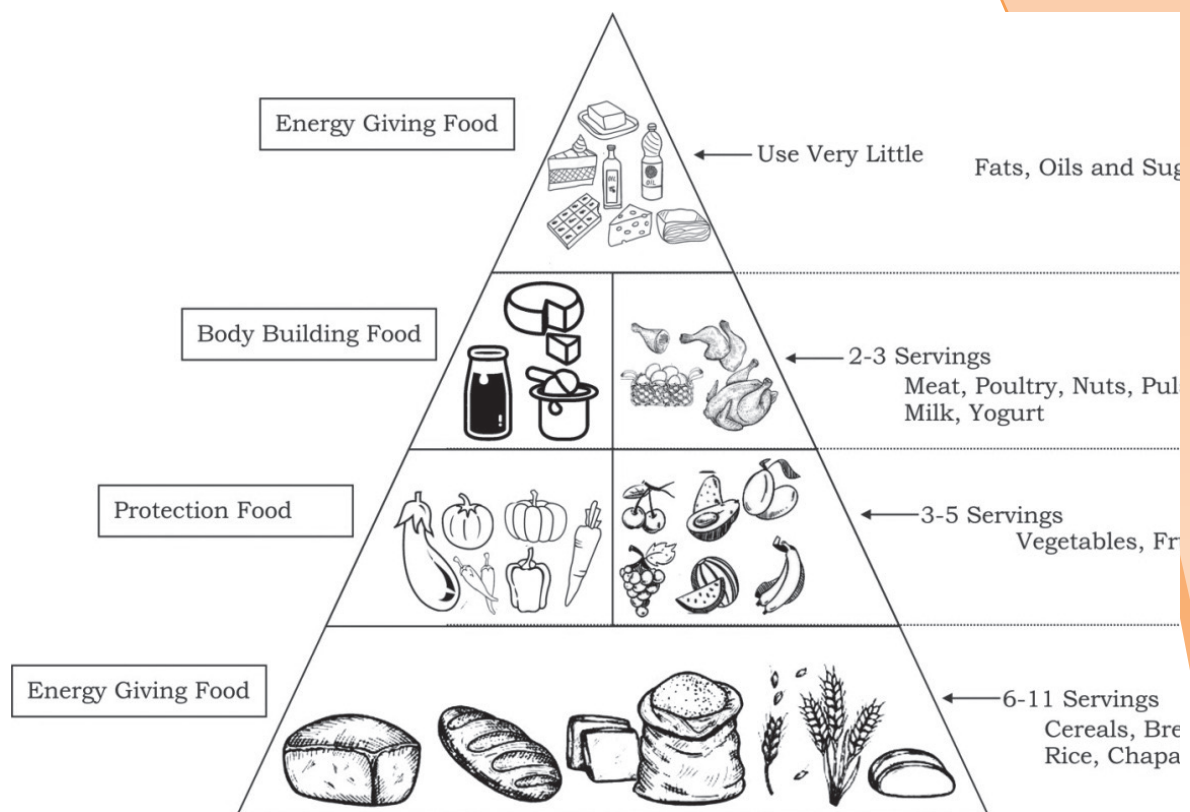 Energy Giving Food
Use Very Little
Fats, Oils and
Body Building Food
2-3 Servings
Meat, Poultry, Nuts,
Milk, Yogurt
Protection Food
3-5 Servings
Vegetables,
Energy Giving Food
6-11 Servings
Cereals,
Rice,